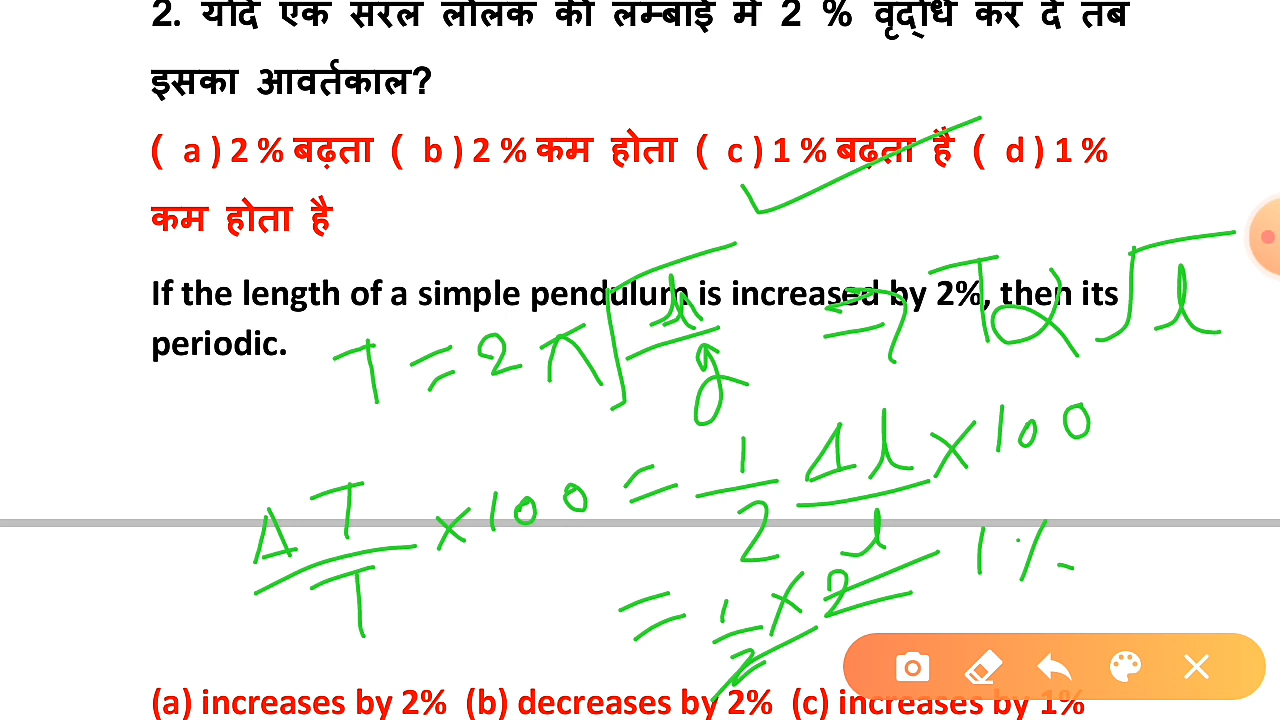 2. यदि एक सरल लोलक की लम्बाई में 2 % वृद्धि कर दें तब
इसका आवर्तकाल?
( a ) 2 % बढ़ता ( b ) 2 % कम होता ( c ) 1 % बढ़ता है ( d ) 1 %
कम होता है
If the length of a simple pendulum is increased by 2%, then its
periodic.
T = 2 π √(l/g) ⇒ T α √l
ΔT/T × 100 = 1/2 Δl/l × 100
= 1/2 × 2 1 %
(a) increases by 2% (b) decreases by 2% (c) increases by 1%